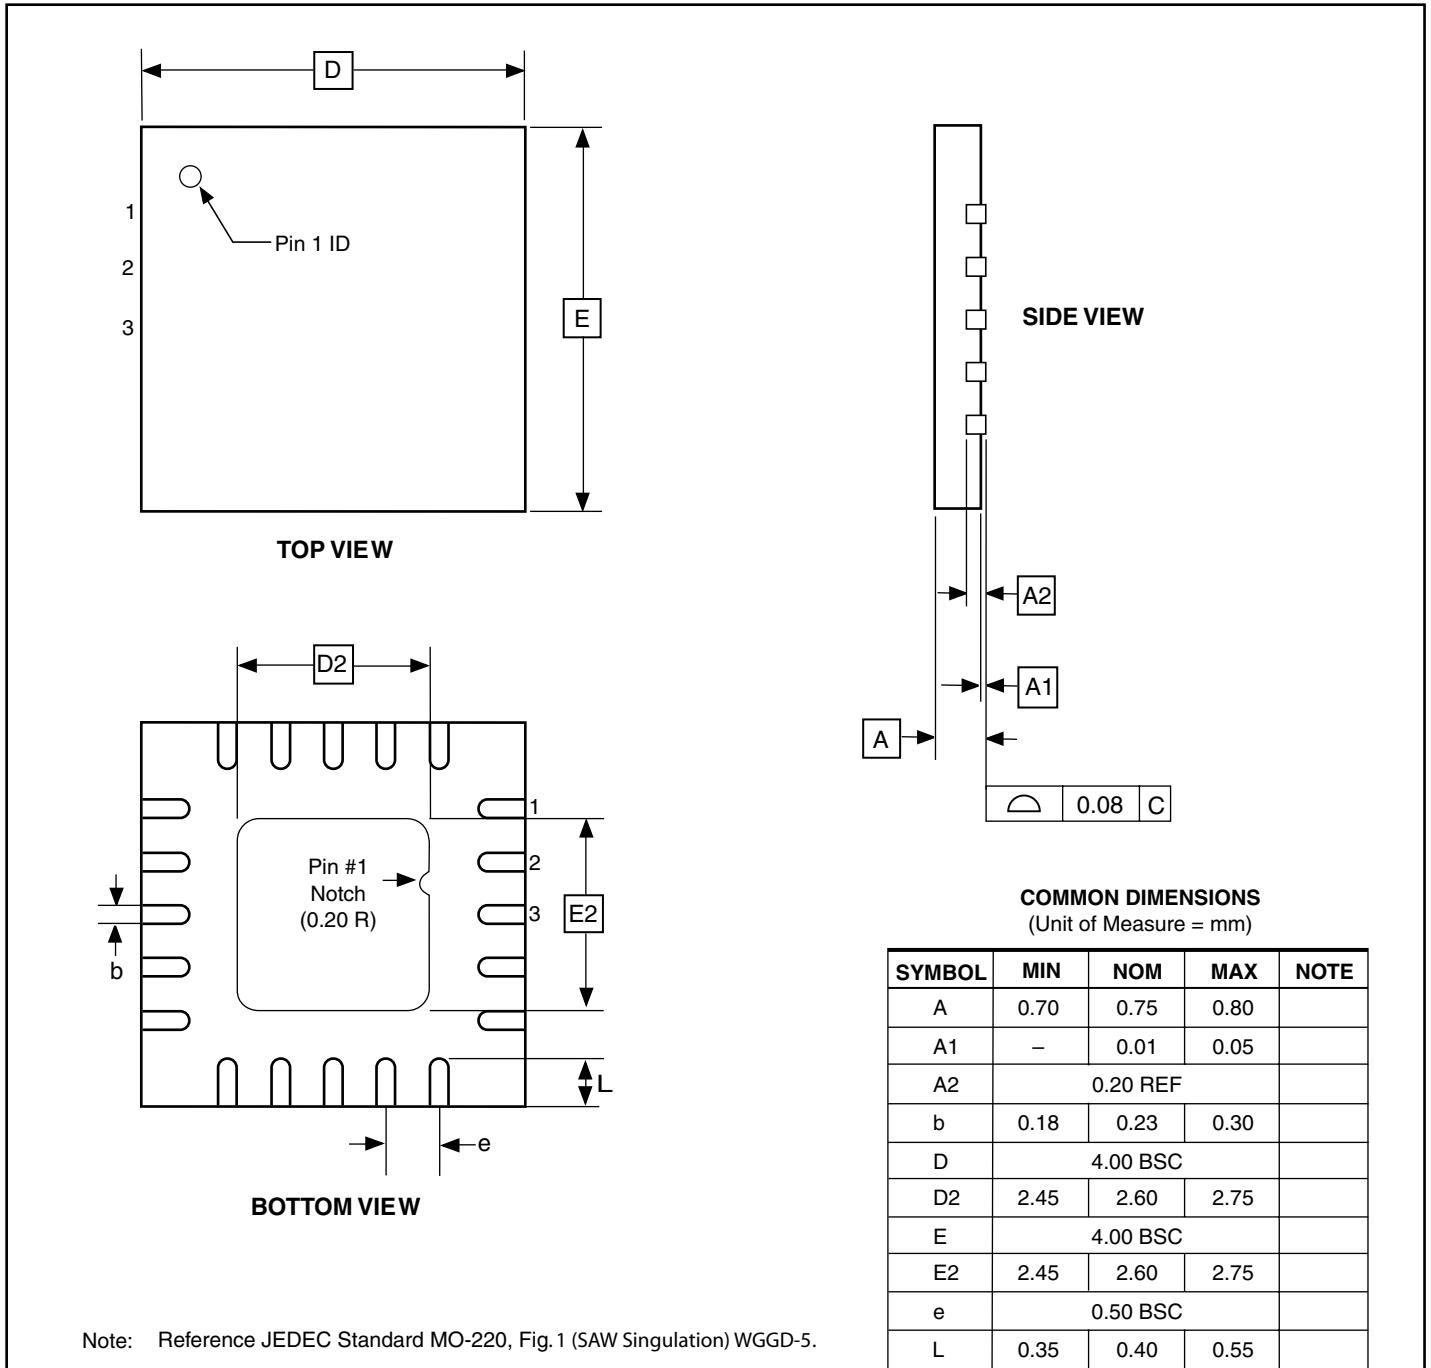 D
1
Pin 1 ID
2
3
E
SIDE VIEW
TOP VIEW
A2
D2
A1
A
0.08 C
1
Pin #1
Notch
(0.20 R)
2
3
E2
b
L
e
BOTTOM VIEW
COMMON DIMENSIONS
(Unit of Measure = mm)
SYMBOL MIN NOM MAX NOTE
A 0.70 0.75 0.80
A1 – 0.01 0.05
A2 0.20 REF
b 0.18 0.23 0.30
D 4.00 BSC
D2 2.45 2.60 2.75
E 4.00 BSC
E2 2.45 2.60 2.75
e 0.50 BSC
L 0.35 0.40 0.55
Note: Reference JEDEC Standard MO-220, Fig. 1 (SAW Singulation) WGGD-5.